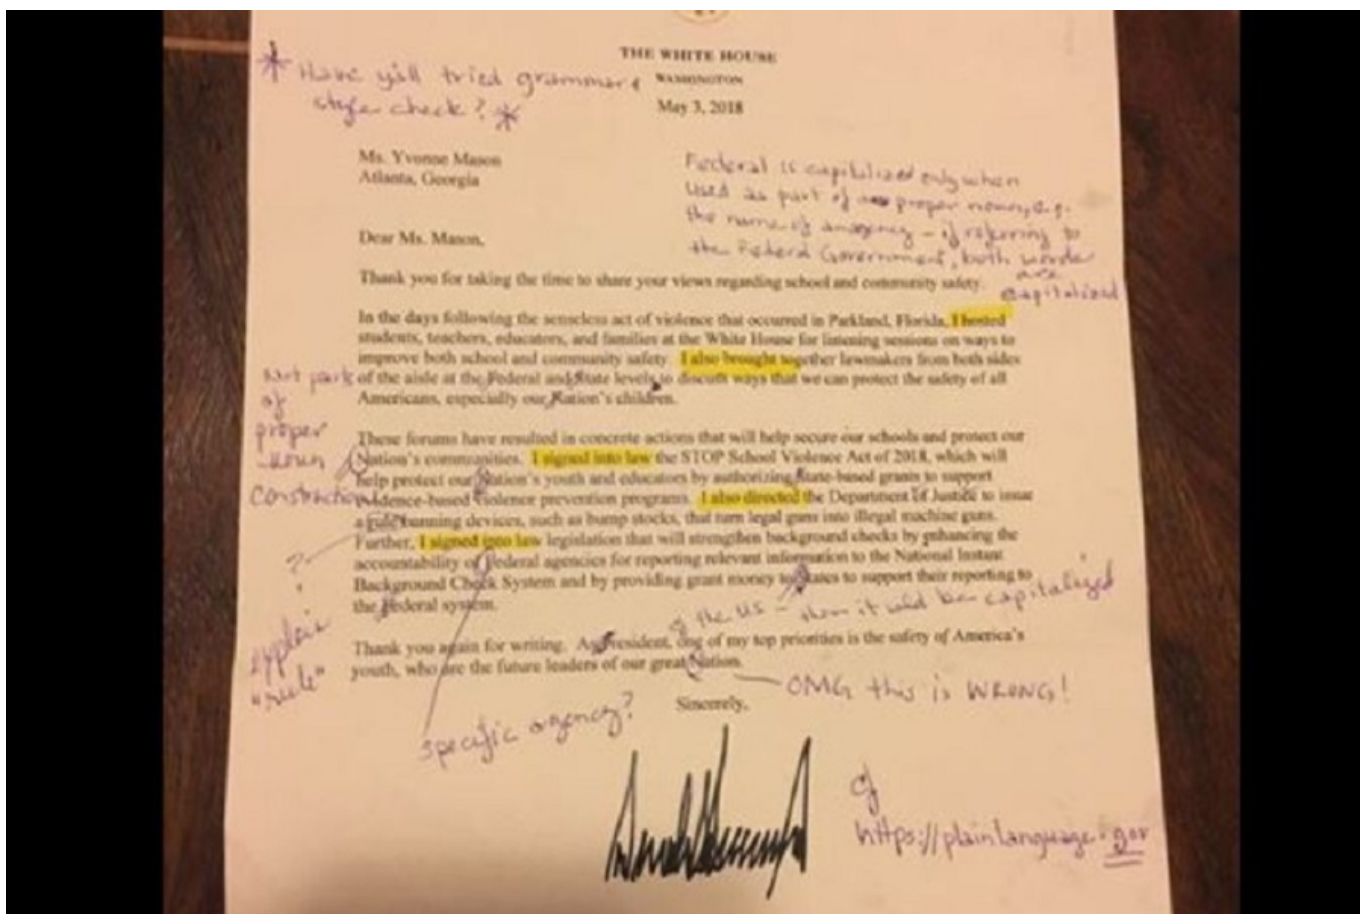 THE WHITE HOUSE
WASHINGTON
May 3, 2018
* Have y'all tried grammar &
style check? *
Ms. Yvonne Mason
Atlanta, Georgia
Federal is capitalized only when
used as part of proper noun, e.g.
the name of an agency – if referring to
the Federal Government, both words
are
capitalized
Dear Ms. Mason,
Thank you for taking the time to share your views regarding school and community safety.
In the days following the senseless act of violence that occurred in Parkland, Florida, I hosted
students, teachers, educators, and families at the White House for listening sessions on ways to
improve both school and community safety. I also brought together lawmakers from both sides
of the aisle at the Federal and State levels to discuss ways that we can protect the safety of all
Americans, especially our Nation's children.
Not part
of
proper
noun
construction
These forums have resulted in concrete actions that will help secure our schools and protect our
Nation's communities. I signed into law the STOP School Violence Act of 2018, which will
help protect our Nation's youth and educators by authorizing State-based grants to support
evidence-based violence prevention programs. I also directed the Department of Justice to issue
a rule banning devices, such as bump stocks, that turn legal guns into illegal machine guns.
Further, I signed into law legislation that will strengthen background checks by enhancing the
accountability of Federal agencies for reporting relevant information to the National Instant
Background Check System and by providing grant money to States to support their reporting to
the Federal system.
?
explain
"rule"
of the US – then it would be capitalized
Thank you again for writing. As President, one of my top priorities is the safety of America's
youth, who are the future leaders of our great Nation.
OMG this is WRONG!
specific agency?
Sincerely,
cf
https://plainlanguage.gov